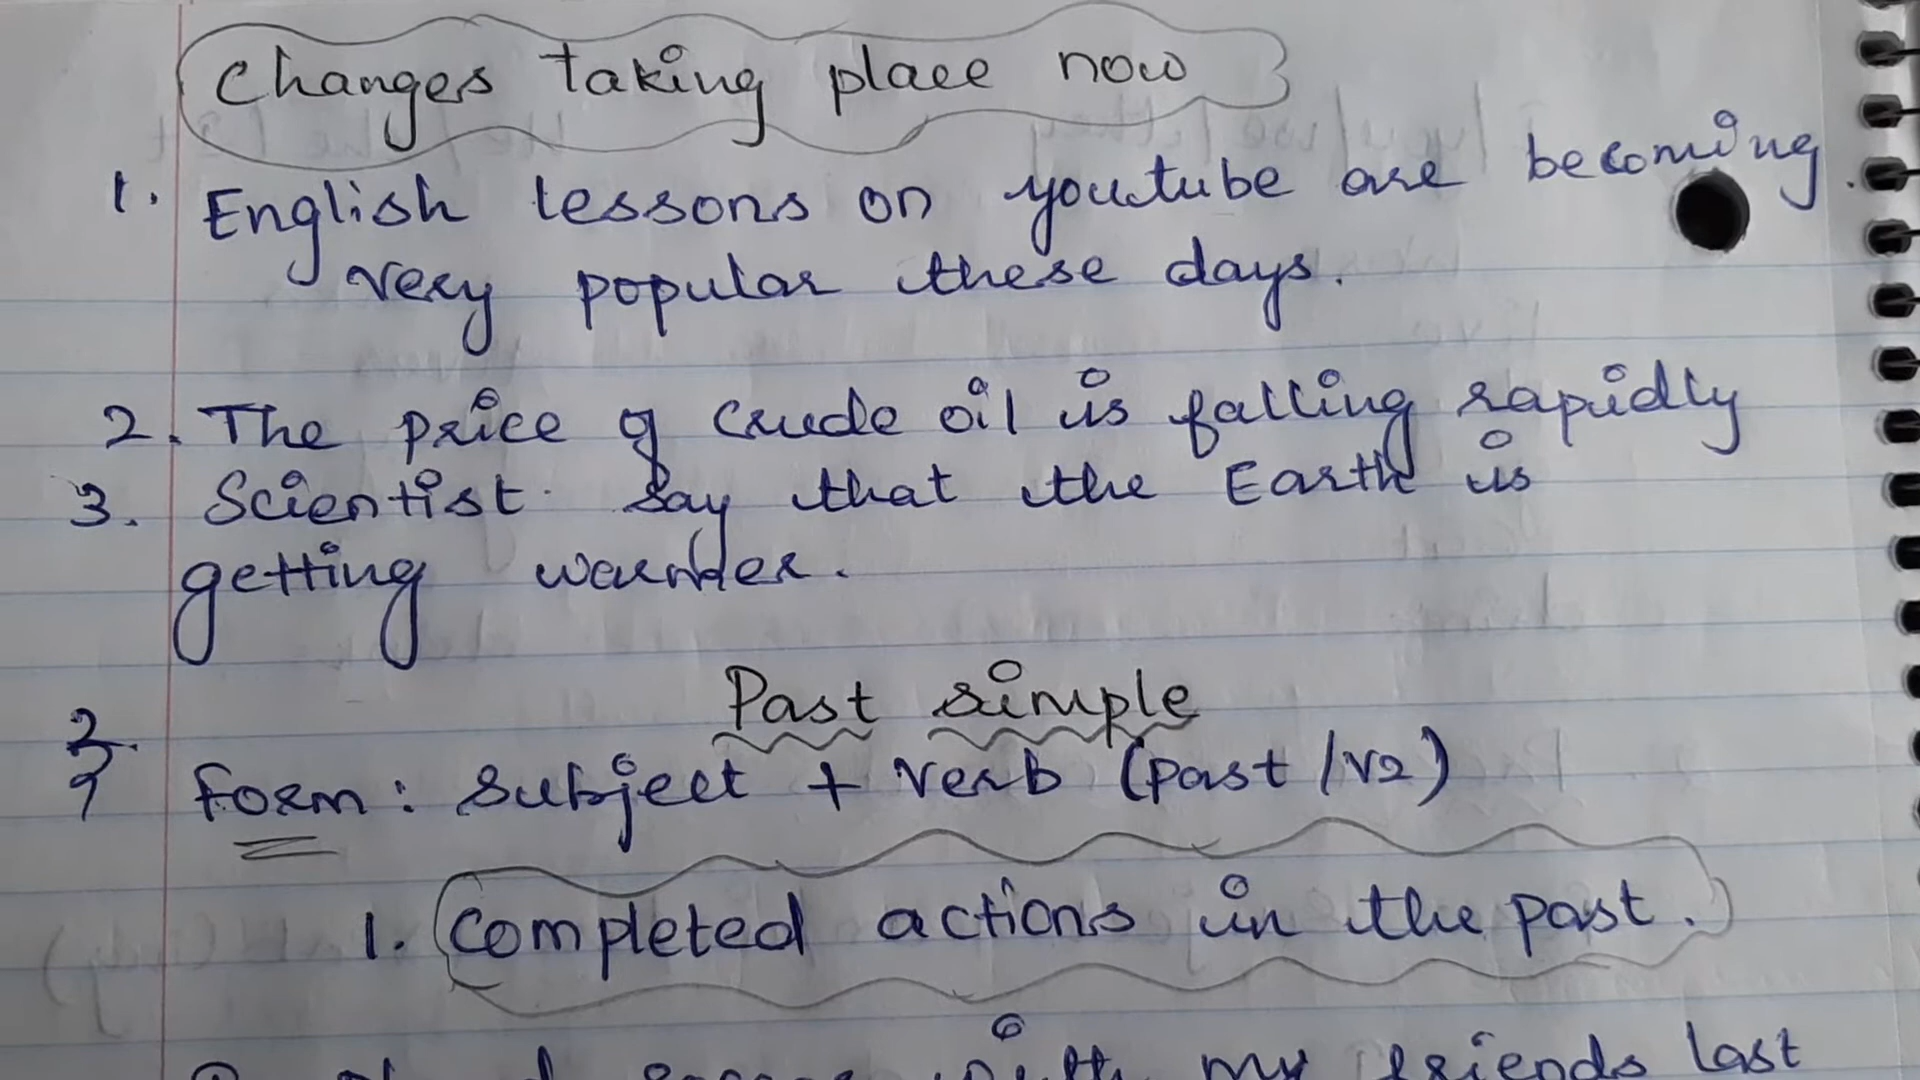 Changes taking place now
1. English lessons on youtube are becoming
very popular these days.
2. The price of crude oil is falling rapidly
3. Scientist say that the Earth is
getting warmer.
Past simple
Form: Subject + Verb (past/V2)
1. Completed actions in the past.
with my friends last